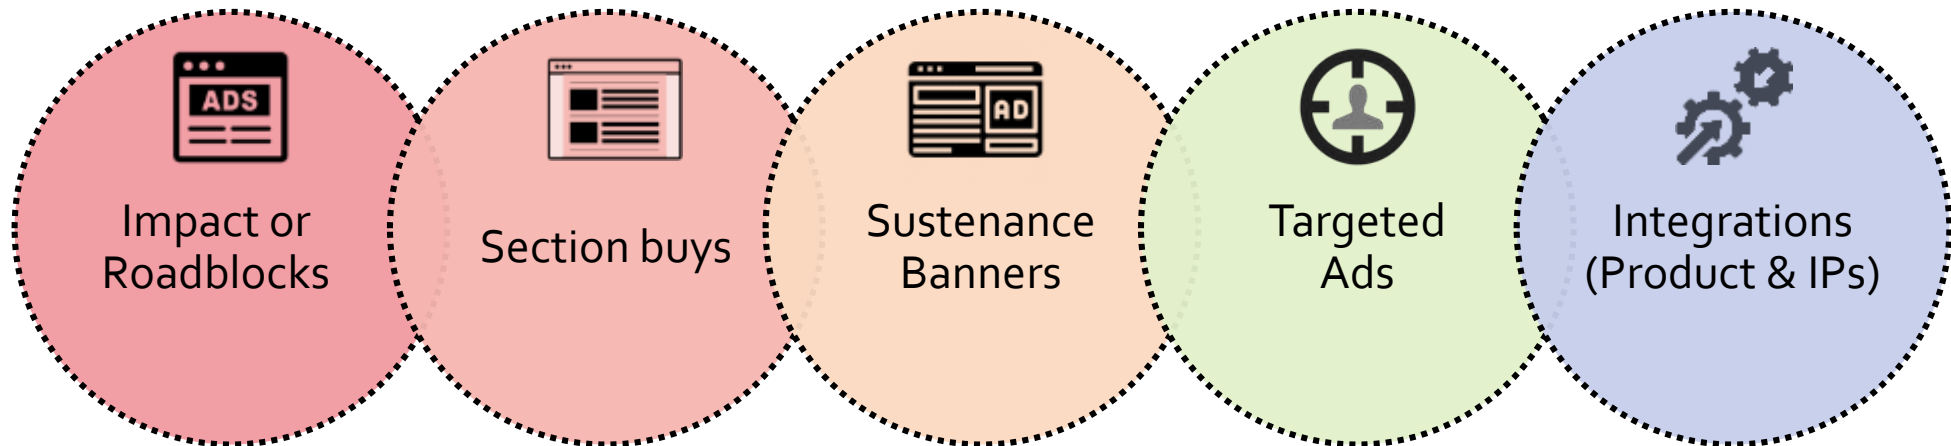 ADS
AD
Impact or
Roadblocks
Section buys
Sustenance
Banners
Targeted
Ads
Integrations
(Product & IPs)